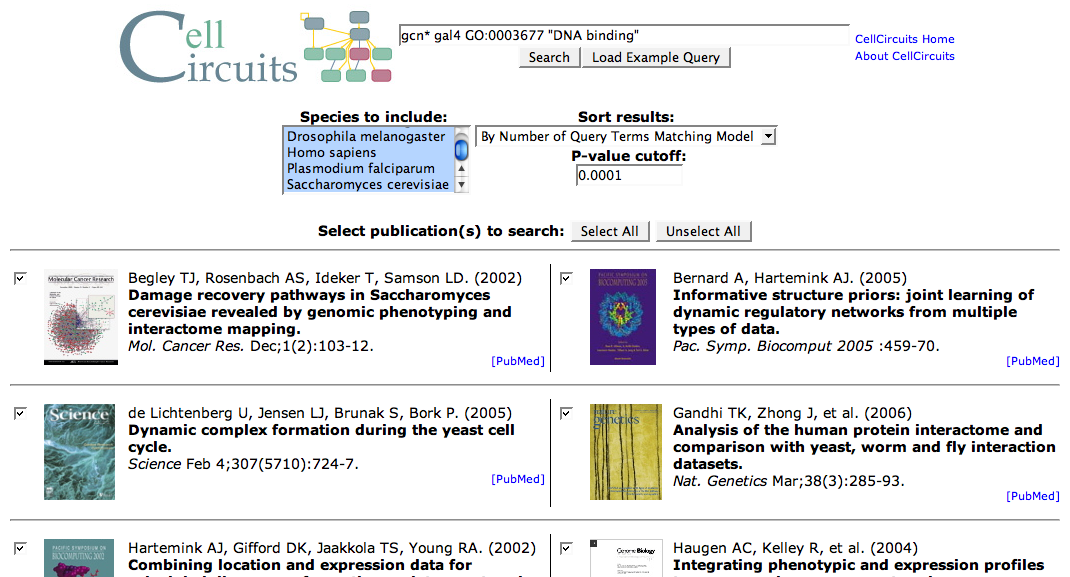 Cell Circuits
gcn* gal4 GO:0003677 "DNA binding"
Search Load Example Query
CellCircuits Home
About CellCircuits
Species to include:
Drosophila melanogaster
Homo sapiens
Plasmodium falciparum
Saccharomyces cerevisiae
Sort results:
By Number of Query Terms Matching Model
P-value cutoff:
0.0001
Select publication(s) to search: Select All Unselect All
Molecular Cancer Research
Begley TJ, Rosenbach AS, Ideker T, Samson LD. (2002)
Damage recovery pathways in Saccharomyces
cerevisiae revealed by genomic phenotyping and
interactome mapping.
Mol. Cancer Res. Dec;1(2):103-12.
[PubMed]
PACIFIC SYMPOSIUM ON
BIOCOMPUTING 2005
Bernard A, Hartemink AJ. (2005)
Informative structure priors: joint learning of
dynamic regulatory networks from multiple
types of data.
Pac. Symp. Biocomput 2005 :459-70.
[PubMed]
Science
de Lichtenberg U, Jensen LJ, Brunak S, Bork P. (2005)
Dynamic complex formation during the yeast cell
cycle.
Science Feb 4;307(5710):724-7.
[PubMed]
nature
genetics
Gandhi TK, Zhong J, et al. (2006)
Analysis of the human protein interactome and
comparison with yeast, worm and fly interaction
datasets.
Nat. Genetics Mar;38(3):285-93.
[PubMed]
PACIFIC SYMPOSIUM ON
BIOCOMPUTING 2002
Hartemink AJ, Gifford DK, Jaakkola TS, Young RA. (2002)
Combining location and expression data for
Genome Biology
Haugen AC, Kelley R, et al. (2004)
Integrating phenotypic and expression profiles